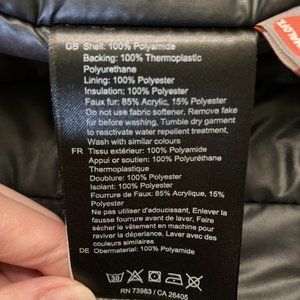 GB Shell: 100% Polyamide
Backing: 100% Thermoplastic
Polyurethane
Lining: 100% Polyester
Insulation: 100% Polyester
Faux fur: 85% Acrylic, 15% Polyester
Do not use fabric softener. Remove fake
fur before washing. Tumble dry garment
to reactivate water repellent treatment.
Wash with similar colours
FR Tissu extérieur: 100% Polyamide
Appui or soutien: 100% Polyuréthane
Thermoplastique
Doublure: 100% Polyester
Isolant: 100% Polyester
Fourrure de Faux: 85% Acrylique, 15%
Polyester
Ne pas utiliser d'adoucissant. Enlever la
fausse fourrure avant le lavage. Faire
sécher le vêtement en machine pour
raviver la déperlance. Laver avec
couleurs similaires
DE Obermaterial: 100% Polyamid
RN 73983 / CA 26405